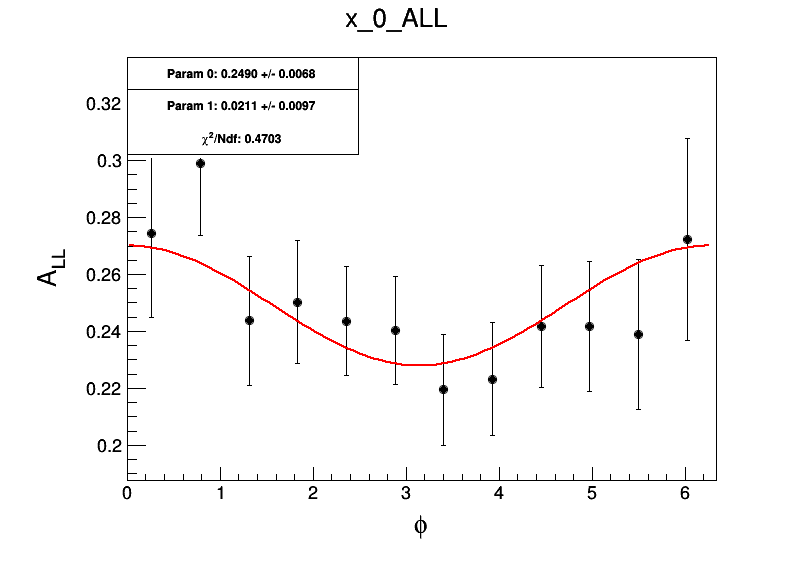 x_0_ALL
Param 0: 0.2490 +/- 0.0068
Param 1: 0.0211 +/- 0.0097
χ²/Ndf: 0.4703
0.32
0.3
0.28
0.26
0.24
0.22
0.2
A_LL
0 1 2 3 4 5 6
ϕ